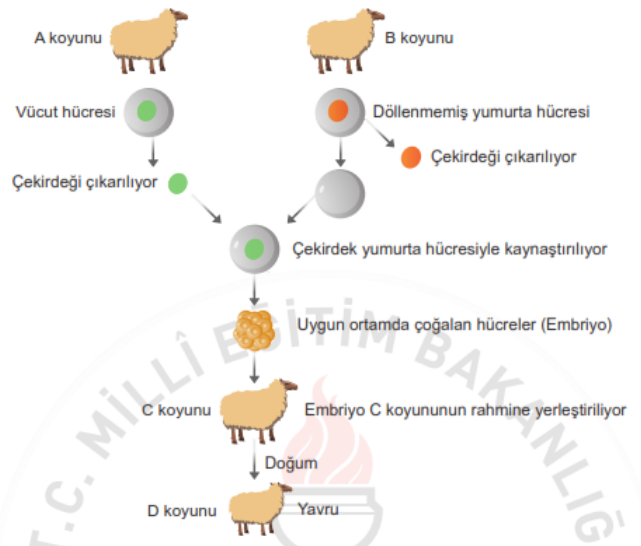 A koyunu
B koyunu
Vücut hücresi
Döllenmemiş yumurta hücresi
Çekirdeği çıkarılıyor
Çekirdeği çıkarılıyor
Çekirdek yumurta hücresiyle kaynaştırılıyor
Uygun ortamda çoğalan hücreler (Embriyo)
C koyunu
Embriyo C koyununun rahmine yerleştiriliyor
Doğum
D koyunu
Yavru
T.C. MİLLÎ EĞİTİM BAKANLIĞ